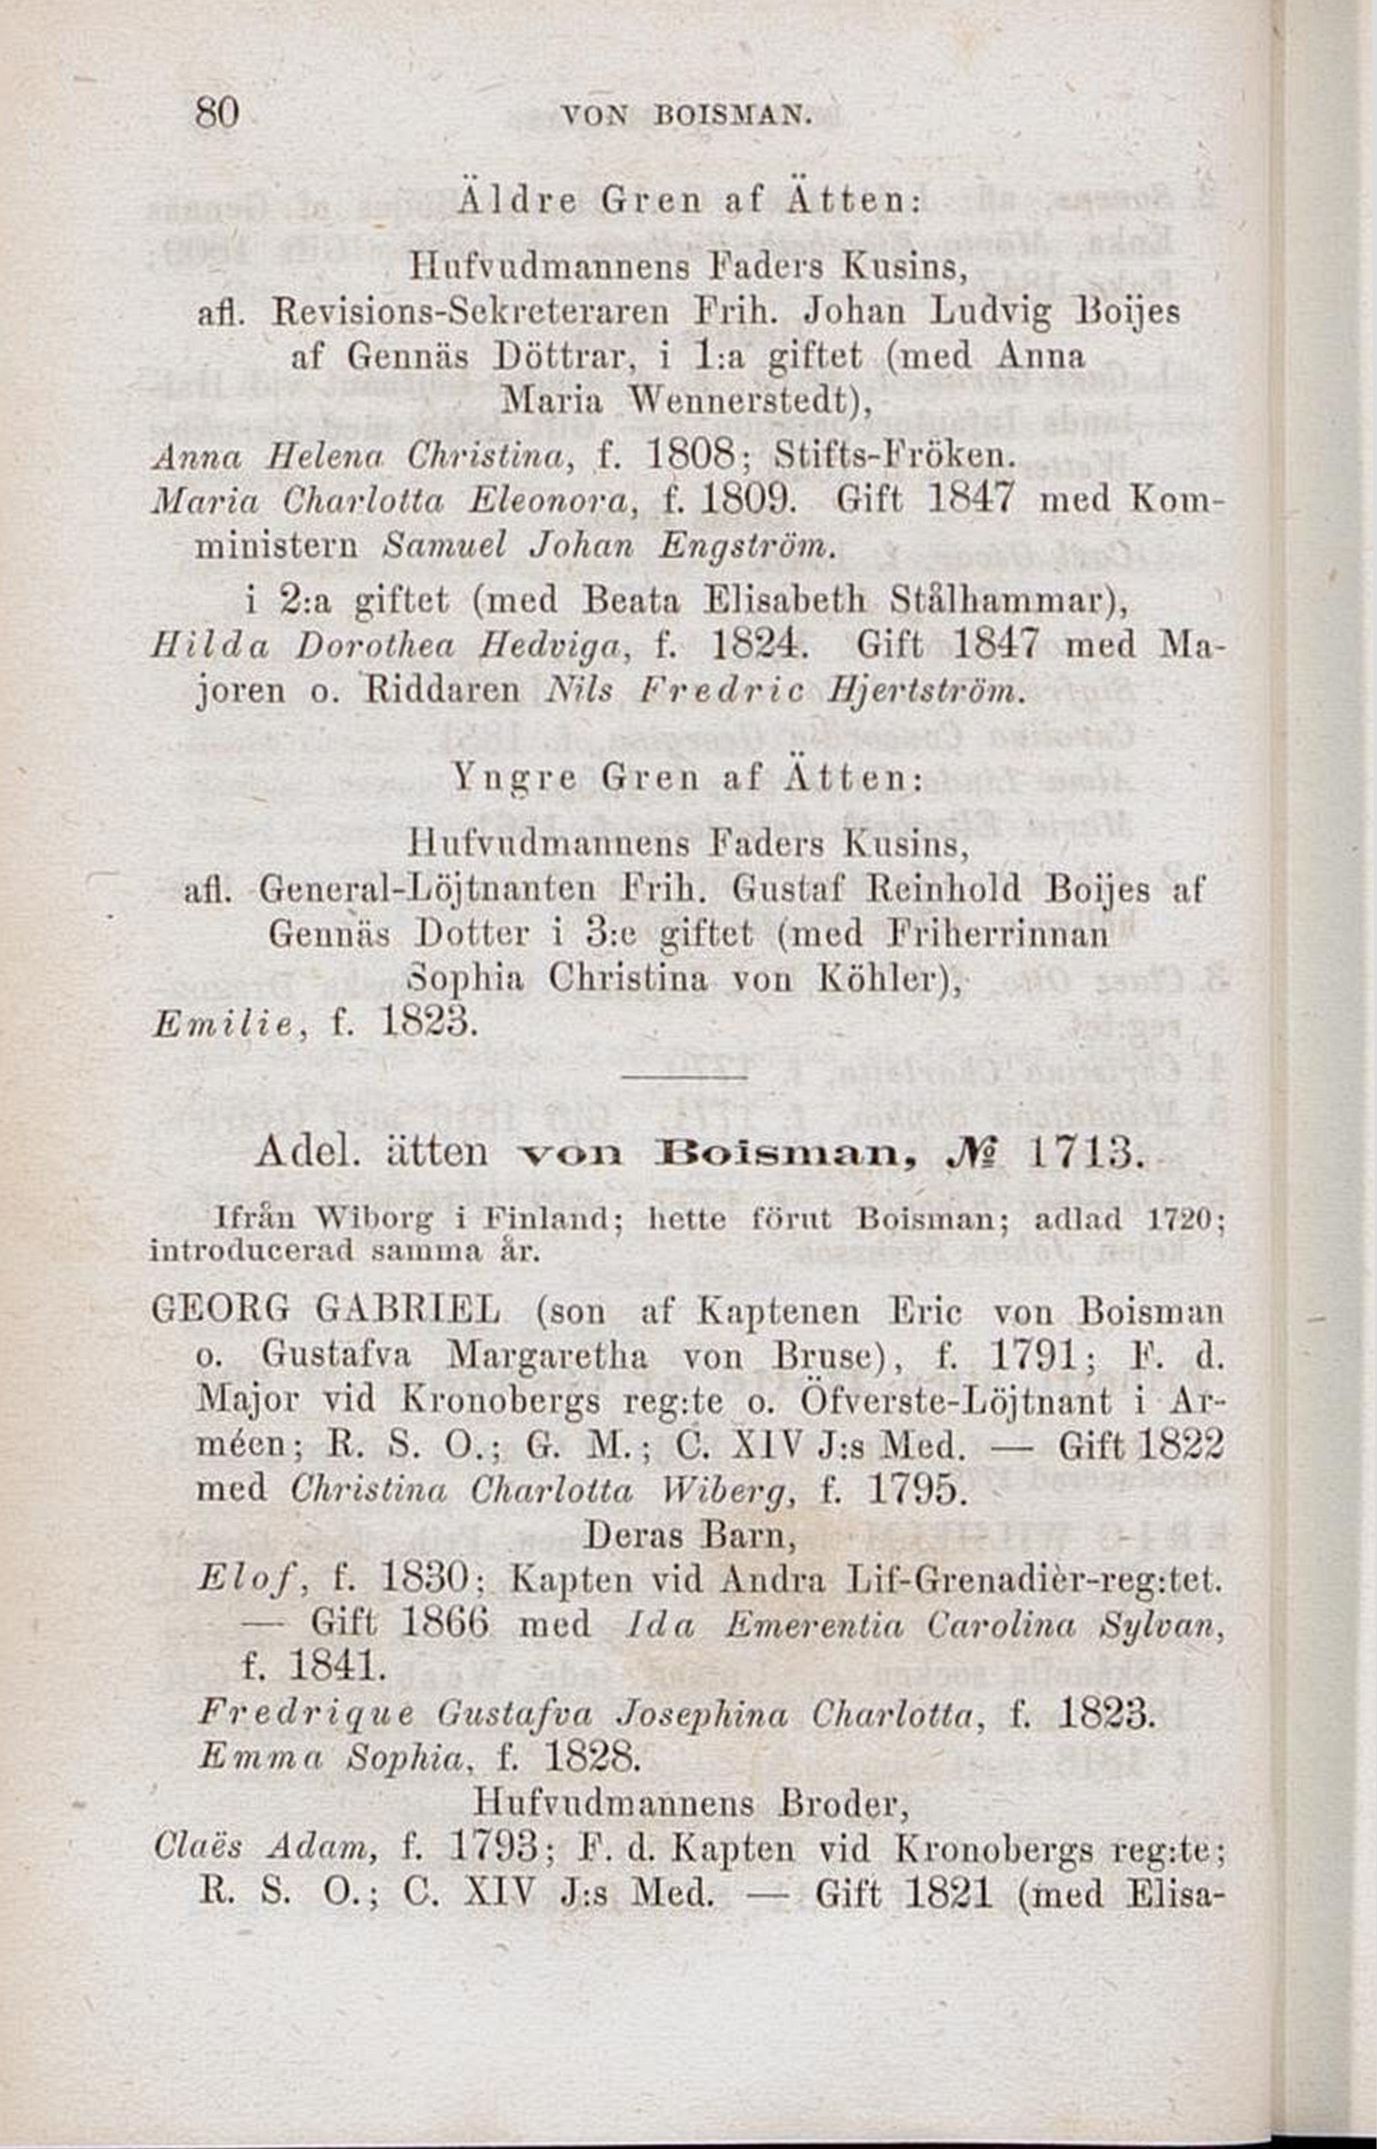 80 VON BOISMAN.
Äldre Gren af Ätten:
Hufvudmannens Faders Kusins,
afl. Revisions-Sekreteraren Frih. Johan Ludvig Boijes
af Gennäs Döttrar, i 1:a giftet (med Anna
Maria Wennerstedt),
Anna Helena Christina, f. 1808; Stifts-Fröken.
Maria Charlotta Eleonora, f. 1809. Gift 1847 med Kom-
ministern Samuel Johan Engström.
i 2:a giftet (med Beata Elisabeth Stålhammar),
Hilda Dorothea Hedviga, f. 1824. Gift 1847 med Ma-
joren o. Riddaren Nils Fredric Hjertström.
Yngre Gren af Ätten:
Hufvudmannens Faders Kusins,
afl. General-Löjtnanten Frih. Gustaf Reinhold Boijes af
Gennäs Dotter i 3:e giftet (med Friherrinnan
Sophia Christina von Köhler),
Emilie, f. 1823.
Adel. ätten von Boisman, № 1713.
Ifrån Wiborg i Finland; hette förut Boisman; adlad 1720;
introducerad samma år.
GEORG GABRIEL (son af Kaptenen Eric von Boisman
o. Gustafva Margaretha von Bruse), f. 1791; F. d.
Major vid Kronobergs reg:te o. Öfverste-Löjtnant i Ar-
méen; R. S. O.; G. M.; C. XIV J:s Med. — Gift 1822
med Christina Charlotta Wiberg, f. 1795.
Deras Barn,
Elof, f. 1830; Kapten vid Andra Lif-Grenadièr-reg:tet.
— Gift 1866 med Ida Emerentia Carolina Sylvan,
f. 1841.
Fredrique Gustafva Josephina Charlotta, f. 1823.
Emma Sophia, f. 1828.
Hufvudmannens Broder,
Claës Adam, f. 1793; F. d. Kapten vid Kronobergs reg:te;
R. S. O.; C. XIV J:s Med. — Gift 1821 (med Elisa-